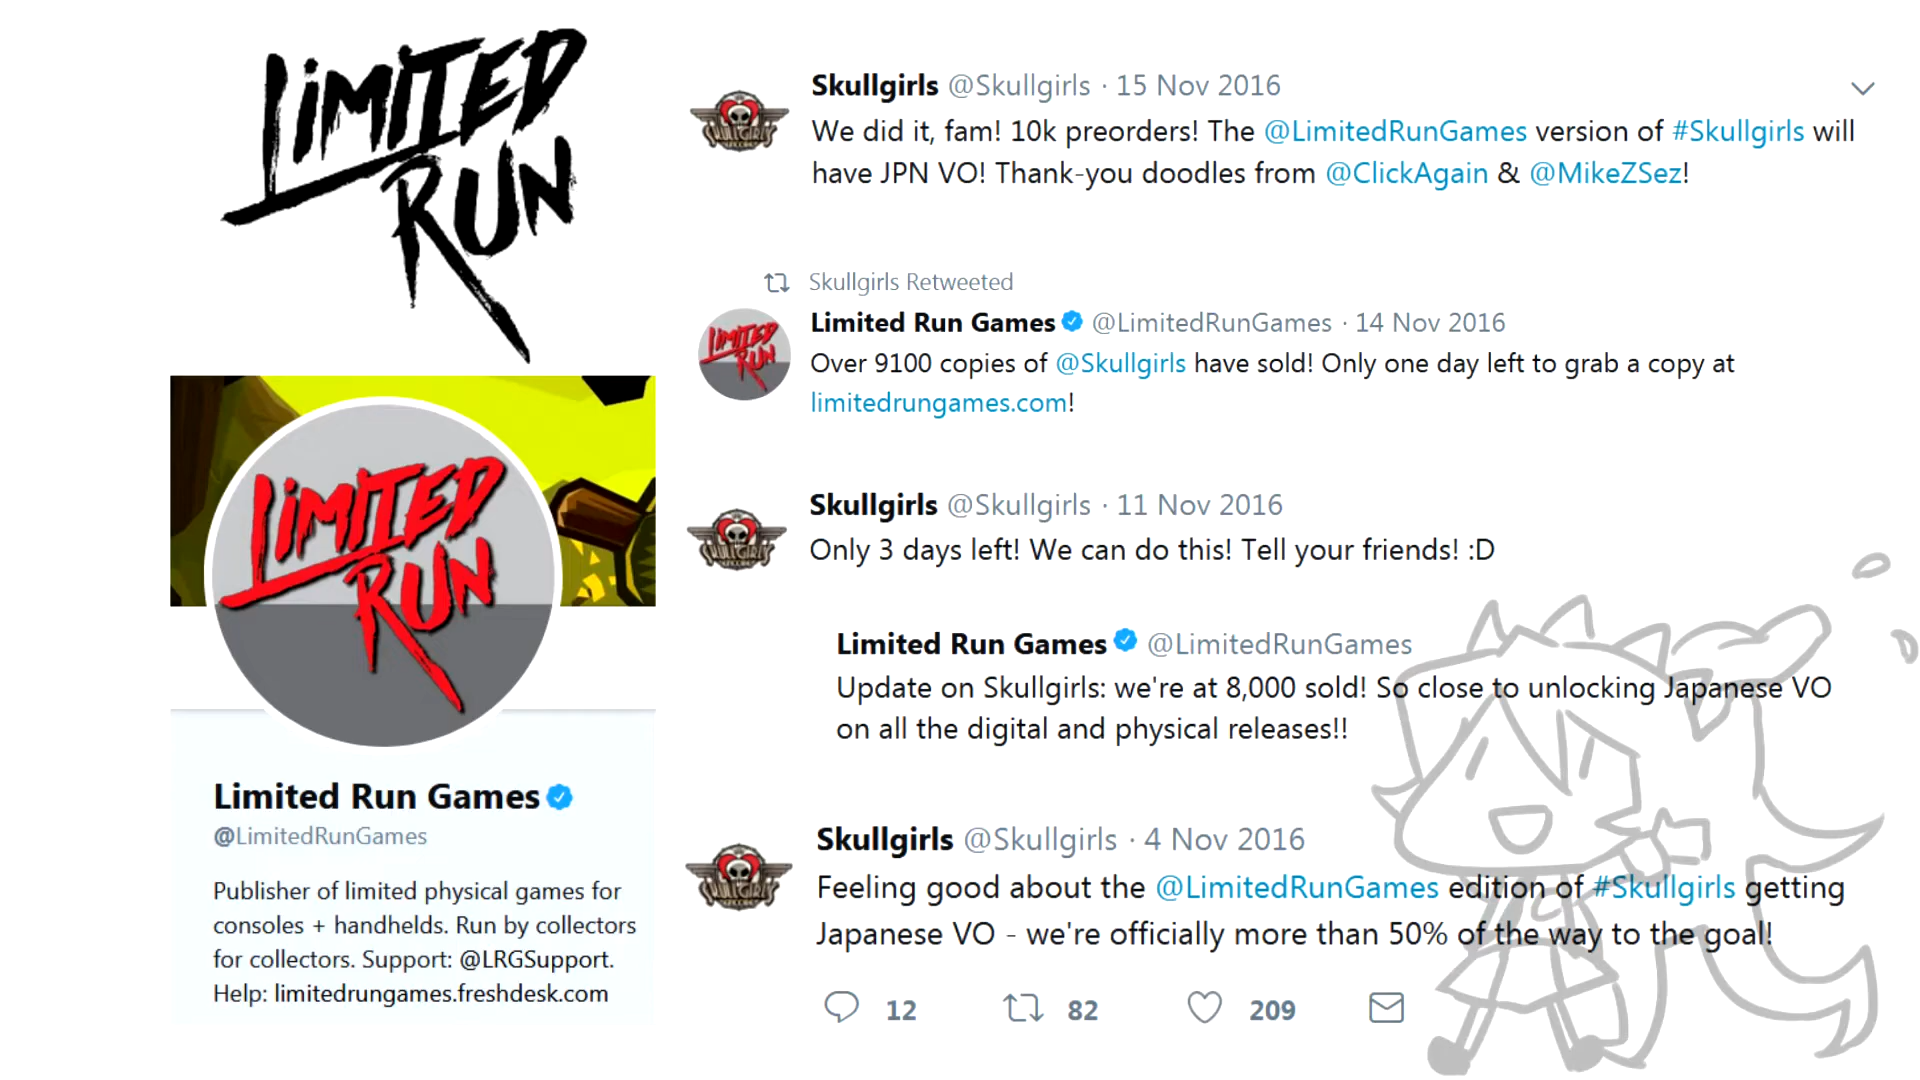 LiMITED
RUN
LiMITED
RUN
Limited Run Games
@LimitedRunGames
Publisher of limited physical games for
consoles + handhelds. Run by collectors
for collectors. Support: @LRGSupport.
Help: limitedrungames.freshdesk.com
Skullgirls @Skullgirls · 15 Nov 2016
SKULLGIRLS
We did it, fam! 10k preorders! The @LimitedRunGames version of #Skullgirls will
have JPN VO! Thank-you doodles from @ClickAgain & @MikeZSez!
Skullgirls Retweeted
LiMITED
RUN
Limited Run Games @LimitedRunGames · 14 Nov 2016
Over 9100 copies of @Skullgirls have sold! Only one day left to grab a copy at
limitedrungames.com!
Skullgirls @Skullgirls · 11 Nov 2016
SKULLGIRLS
Only 3 days left! We can do this! Tell your friends! :D
Limited Run Games @LimitedRunGames
Update on Skullgirls: we're at 8,000 sold! So close to unlocking Japanese VO
on all the digital and physical releases!!
Skullgirls @Skullgirls · 4 Nov 2016
SKULLGIRLS
Feeling good about the @LimitedRunGames edition of #Skullgirls getting
Japanese VO - we're officially more than 50% of the way to the goal!
12 82 209